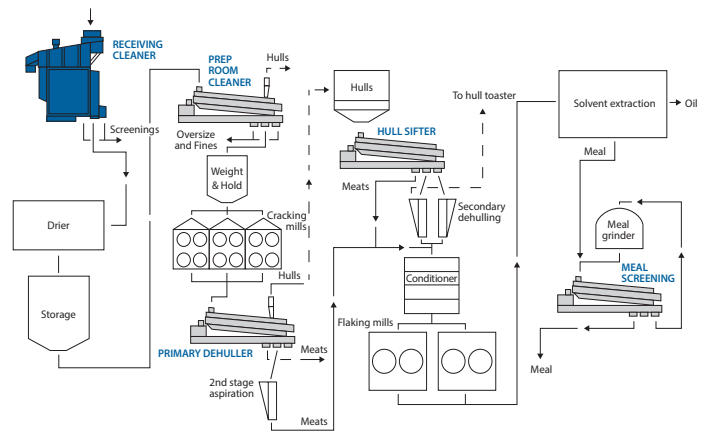 RECEIVING
CLEANER
Screenings
Drier
Storage
PREP
ROOM
CLEANER
Hulls
Oversize
and Fines
Weight
& Hold
Cracking
mills
Hulls
PRIMARY DEHULLER
Meats
2nd stage
aspiration
Meats
Hulls
HULL SIFTER
To hull toaster
Meats
Secondary
dehulling
Conditioner
Flaking mills
Solvent extraction
Oil
Meal
Meal
grinder
MEAL
SCREENING
Meal